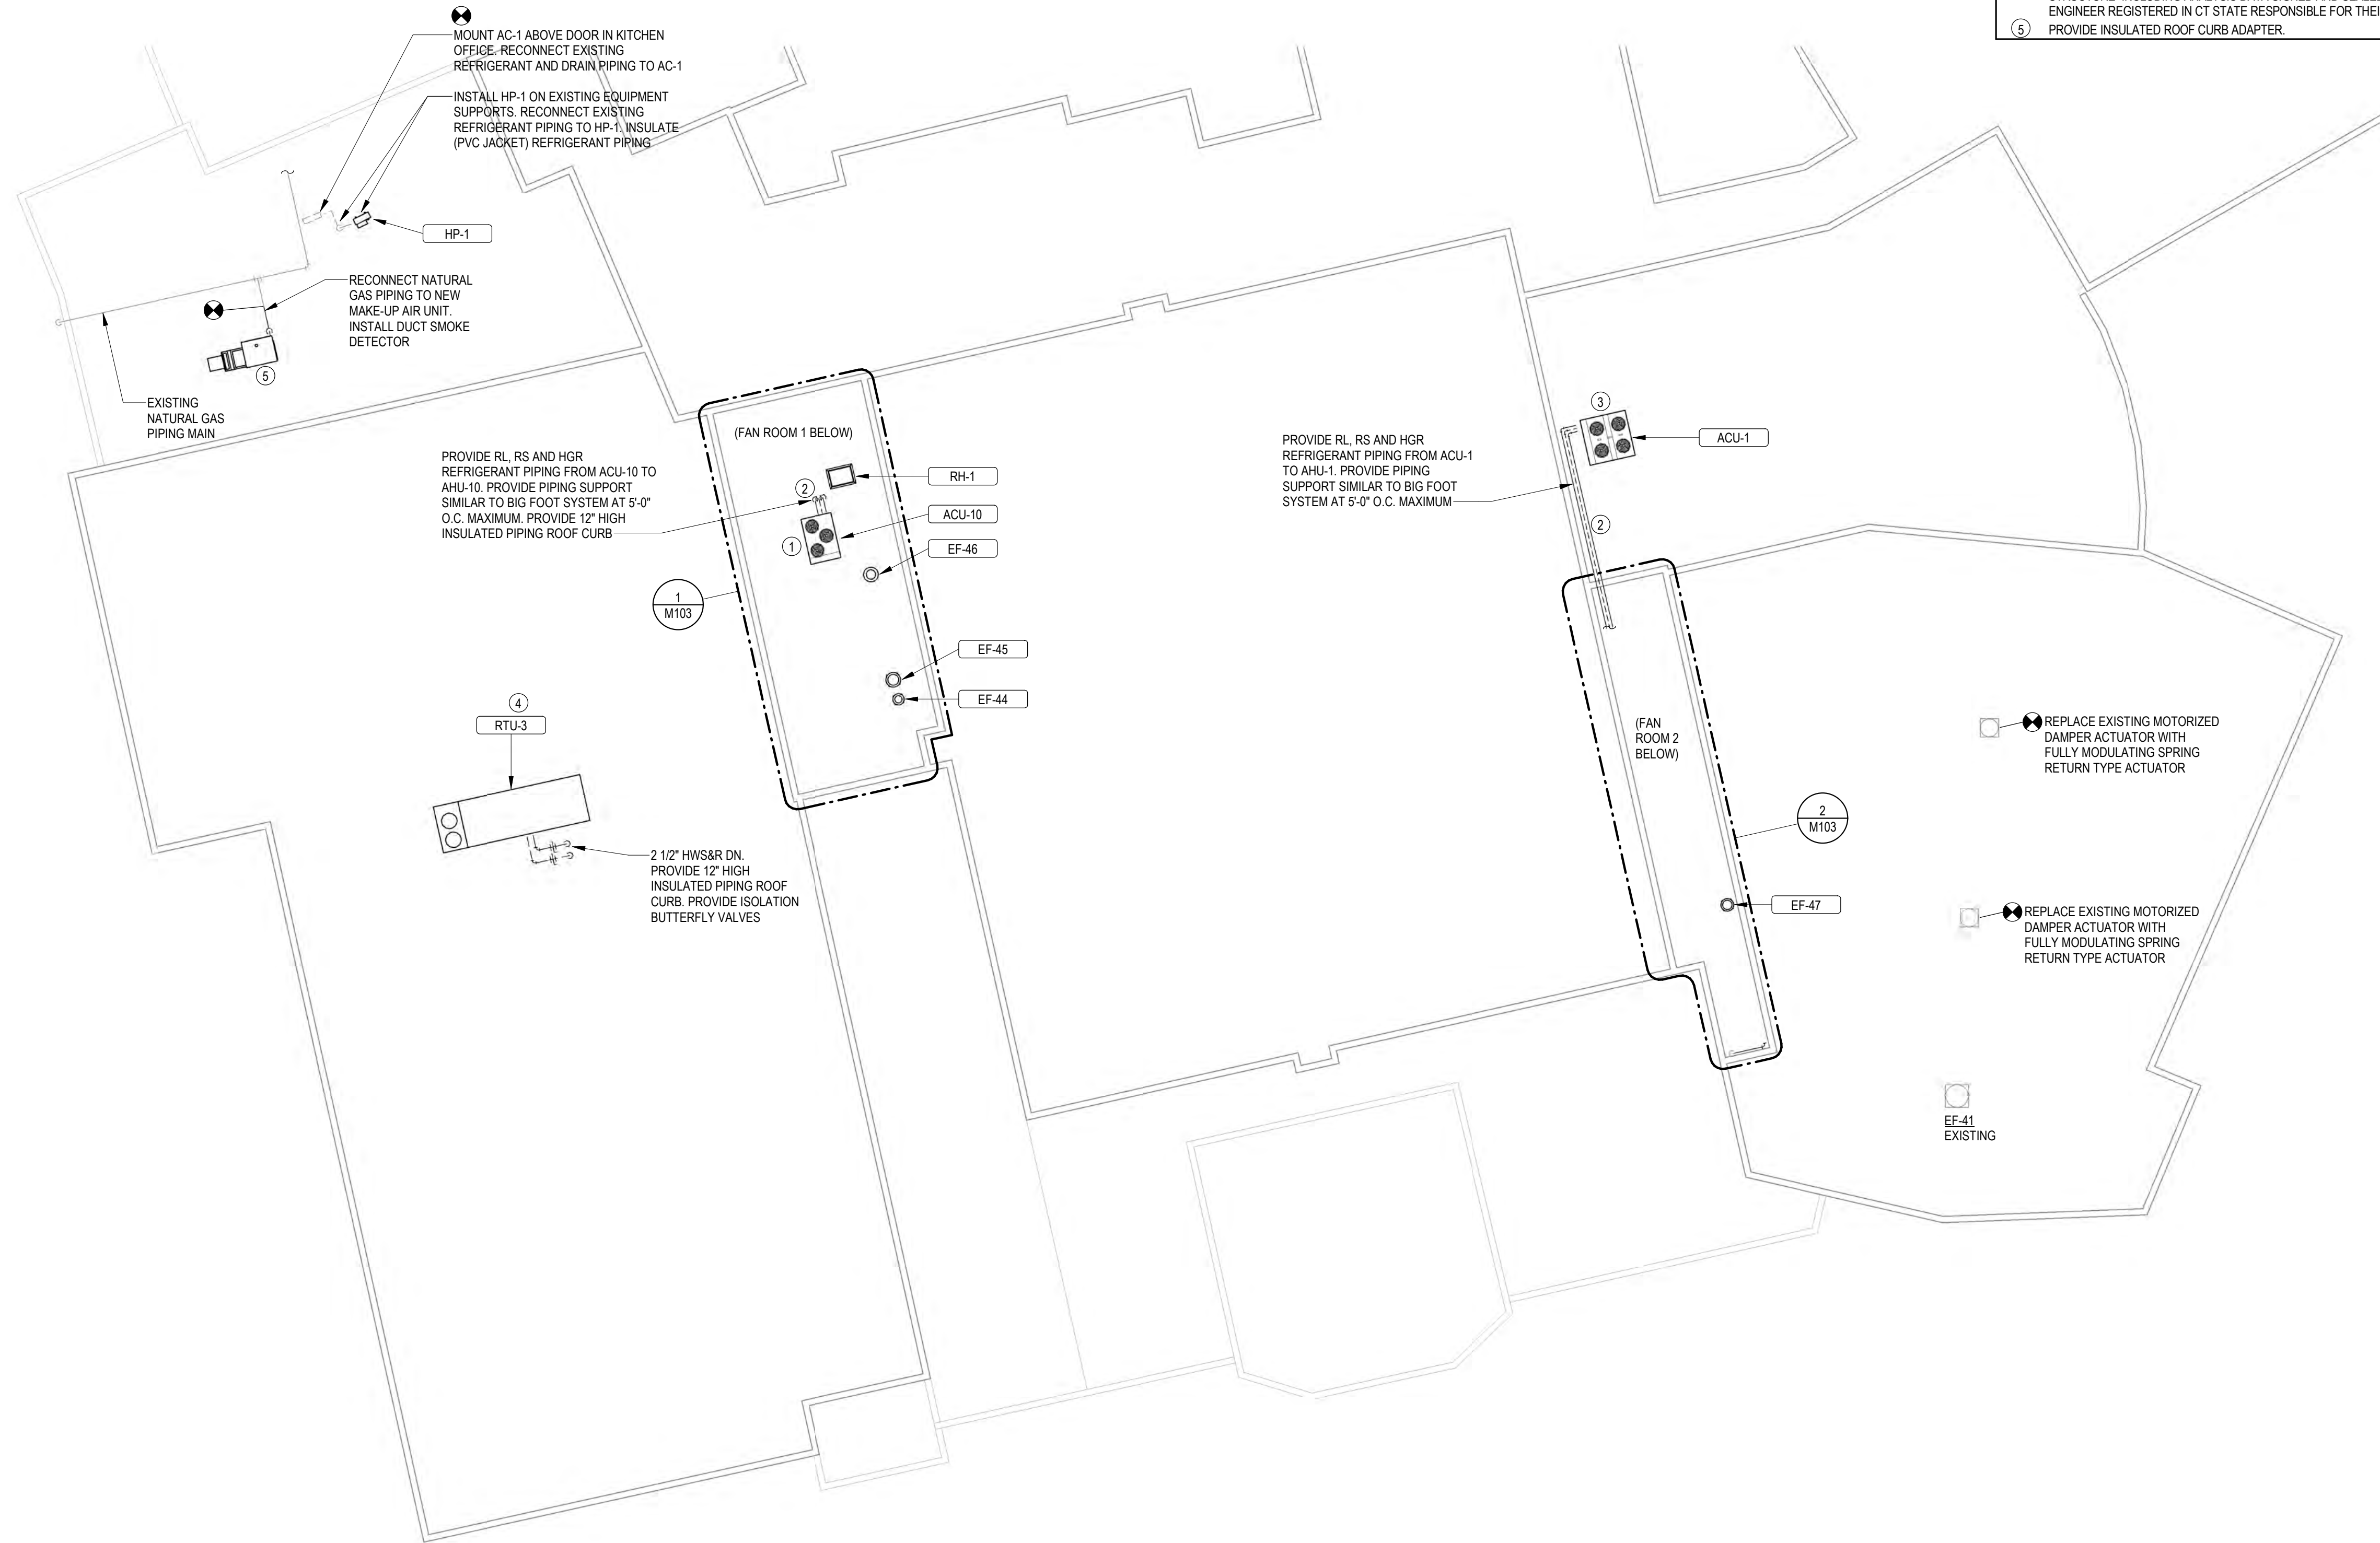 ENGINEER REGISTERED IN CT STATE RESPONSIBLE FOR THEI
5 PROVIDE INSULATED ROOF CURB ADAPTER.
MOUNT AC-1 ABOVE DOOR IN KITCHEN
OFFICE. RECONNECT EXISTING
REFRIGERANT AND DRAIN PIPING TO AC-1
INSTALL HP-1 ON EXISTING EQUIPMENT
SUPPORTS. RECONNECT EXISTING
REFRIGERANT PIPING TO HP-1. INSULATE
(PVC JACKET) REFRIGERANT PIPING
HP-1
RECONNECT NATURAL
GAS PIPING TO NEW
MAKE-UP AIR UNIT.
INSTALL DUCT SMOKE
DETECTOR
5
EXISTING
NATURAL GAS
PIPING MAIN
(FAN ROOM 1 BELOW)
PROVIDE RL, RS AND HGR
REFRIGERANT PIPING FROM ACU-10 TO
AHU-10. PROVIDE PIPING SUPPORT
SIMILAR TO BIG FOOT SYSTEM AT 5'-0"
O.C. MAXIMUM. PROVIDE 12" HIGH
INSULATED PIPING ROOF CURB
2
1
RH-1
ACU-10
EF-46
1
M103
EF-45
EF-44
4
RTU-3
2 1/2" HWS&R DN.
PROVIDE 12" HIGH
INSULATED PIPING ROOF
CURB. PROVIDE ISOLATION
BUTTERFLY VALVES
PROVIDE RL, RS AND HGR
REFRIGERANT PIPING FROM ACU-1
TO AHU-1. PROVIDE PIPING
SUPPORT SIMILAR TO BIG FOOT
SYSTEM AT 5'-0" O.C. MAXIMUM
3
ACU-1
2
(FAN
ROOM 2
BELOW)
2
M103
EF-47
REPLACE EXISTING MOTORIZED
DAMPER ACTUATOR WITH
FULLY MODULATING SPRING
RETURN TYPE ACTUATOR
REPLACE EXISTING MOTORIZED
DAMPER ACTUATOR WITH
FULLY MODULATING SPRING
RETURN TYPE ACTUATOR
EF-41
EXISTING